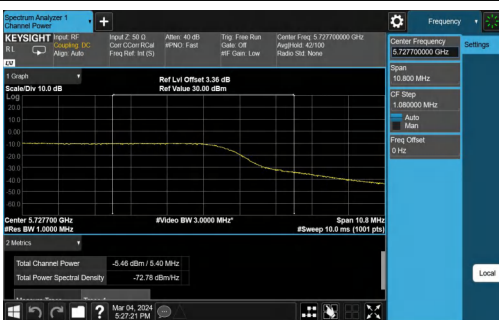 Spectrum Analyzer 1
Channel Power
Frequency
KEYSIGHT
Input: RF
Coupling: DC
Align: Auto
Input Z: 50 Ω
Corr CCorr RCal
Freq Ref: Int (S)
Atten: 40 dB
#PNO: Fast
Trig: Free Run
Gate: Off
#IF Gain: Low
Center Freq: 5.727700000 GHz
Avg|Hold: 42/100
Radio Std: None
RL
Center Frequency
5.727700000 GHz
Settings
Span
10.800 MHz
CF Step
1.080000 MHz
Auto
Man
Freq Offset
0 Hz
Local
1 Graph
Scale/Div 10.0 dB
Ref Lvl Offset 3.36 dB
Ref Value 30.00 dBm
Log
20.0
10.0
0.00
-10.0
-20.0
-30.0
-40.0
-50.0
-60.0
Center 5.727700 GHz
#Res BW 1.0000 MHz
#Video BW 3.0000 MHz*
Span 10.8 MHz
#Sweep 10.0 ms (1001 pts)
2 Metrics
Total Channel Power -5.46 dBm / 5.40 MHz
Total Power Spectral Density -72.78 dBm/Hz
Mar 04, 2024
5:27:21 PM